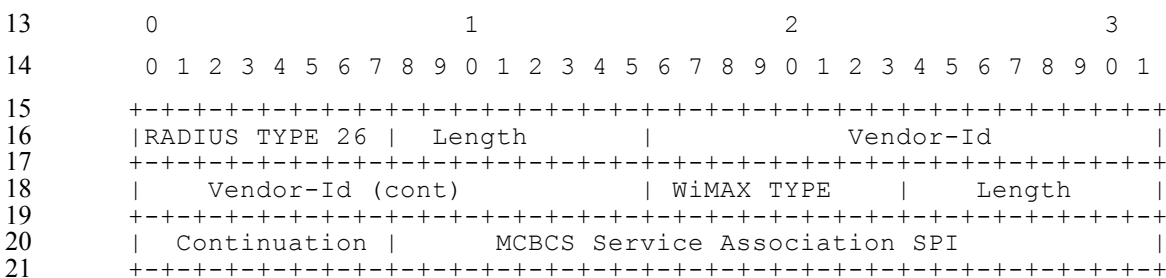 13 0 1 2 3
14 0 1 2 3 4 5 6 7 8 9 0 1 2 3 4 5 6 7 8 9 0 1 2 3 4 5 6 7 8 9 0 1
15 +-+-+-+-+-+-+-+-+-+-+-+-+-+-+-+-+-+-+-+-+-+-+-+-+-+-+-+-+-+-+-+-+
16 |RADIUS TYPE 26 | Length | Vendor-Id |
17 +-+-+-+-+-+-+-+-+-+-+-+-+-+-+-+-+-+-+-+-+-+-+-+-+-+-+-+-+-+-+-+-+
18 | Vendor-Id (cont) | WiMAX TYPE | Length |
19 +-+-+-+-+-+-+-+-+-+-+-+-+-+-+-+-+-+-+-+-+-+-+-+-+-+-+-+-+-+-+-+-+
20 | Continuation | MCBCS Service Association SPI |
21 +-+-+-+-+-+-+-+-+-+-+-+-+-+-+-+-+-+-+-+-+-+-+-+-+-+-+-+-+-+-+-+-+